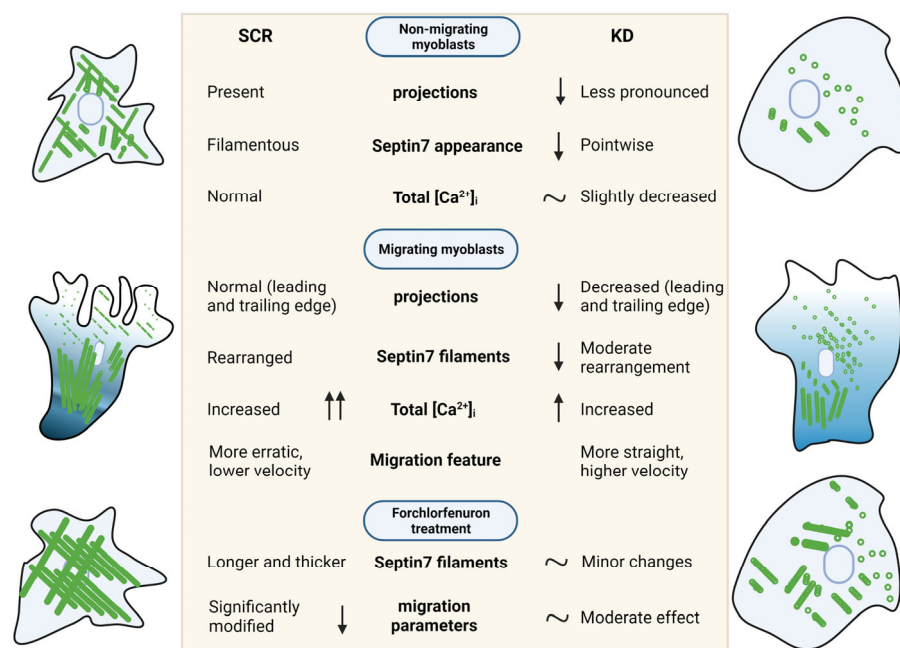 SCR
Non-migrating
myoblasts
KD
Present
projections
↓ Less pronounced
Filamentous
Septin7 appearance
↓ Pointwise
Normal
Total [Ca²⁺]ᵢ
~ Slightly decreased
Migrating myoblasts
Normal (leading
and trailing edge)
projections
↓ Decreased (leading
and trailing edge)
Rearranged
Septin7 filaments
↓ Moderate
rearrangement
Increased ↑↑
Total [Ca²⁺]ᵢ
↑ Increased
More erratic,
lower velocity
Migration feature
More straight,
higher velocity
Forchlorfenuron
treatment
Longer and thicker
Septin7 filaments
~ Minor changes
Significantly
modified ↓
migration
parameters
~ Moderate effect